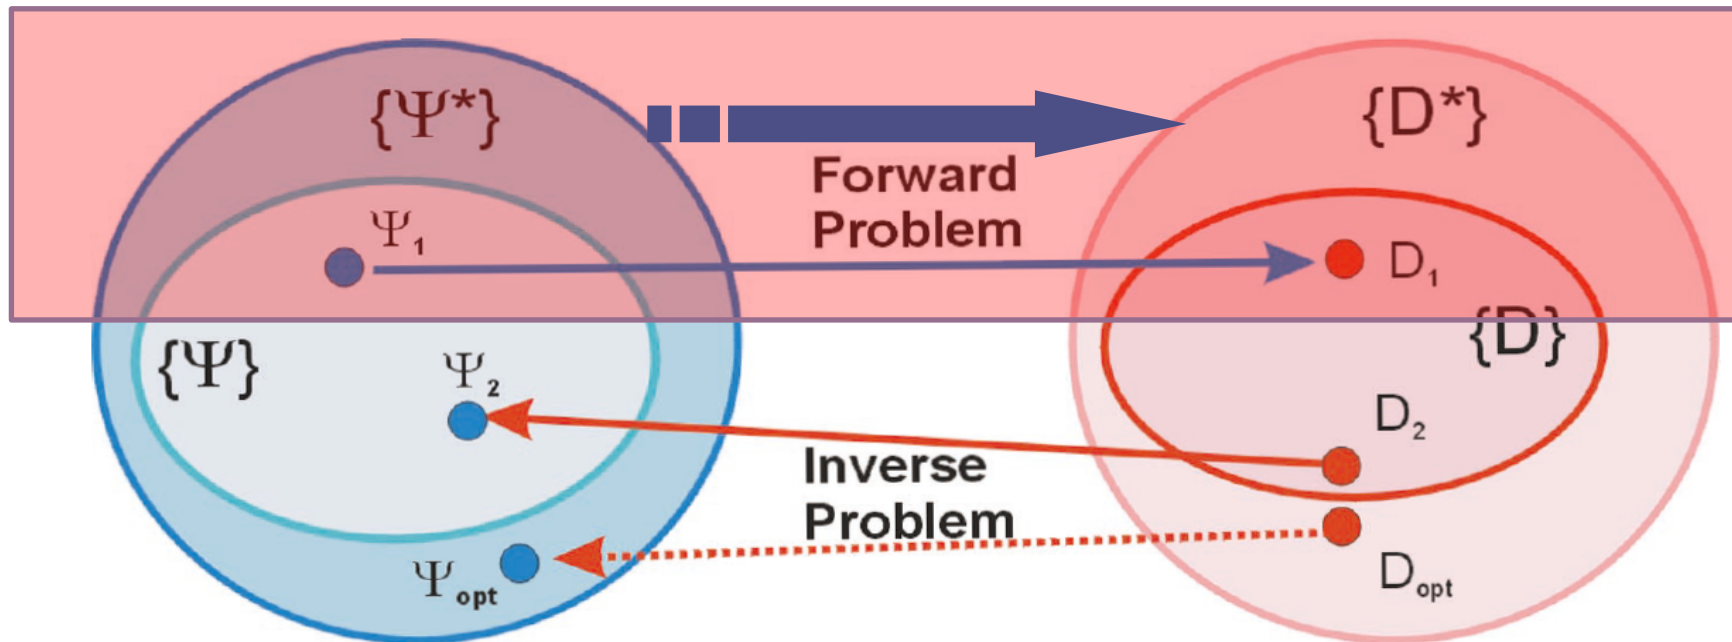 {Ψ*}
{D*}
Forward
Problem
Ψ₁
D₁
{Ψ}
{D}
Ψ₂
D₂
Inverse
Problem
Ψopt
Dopt